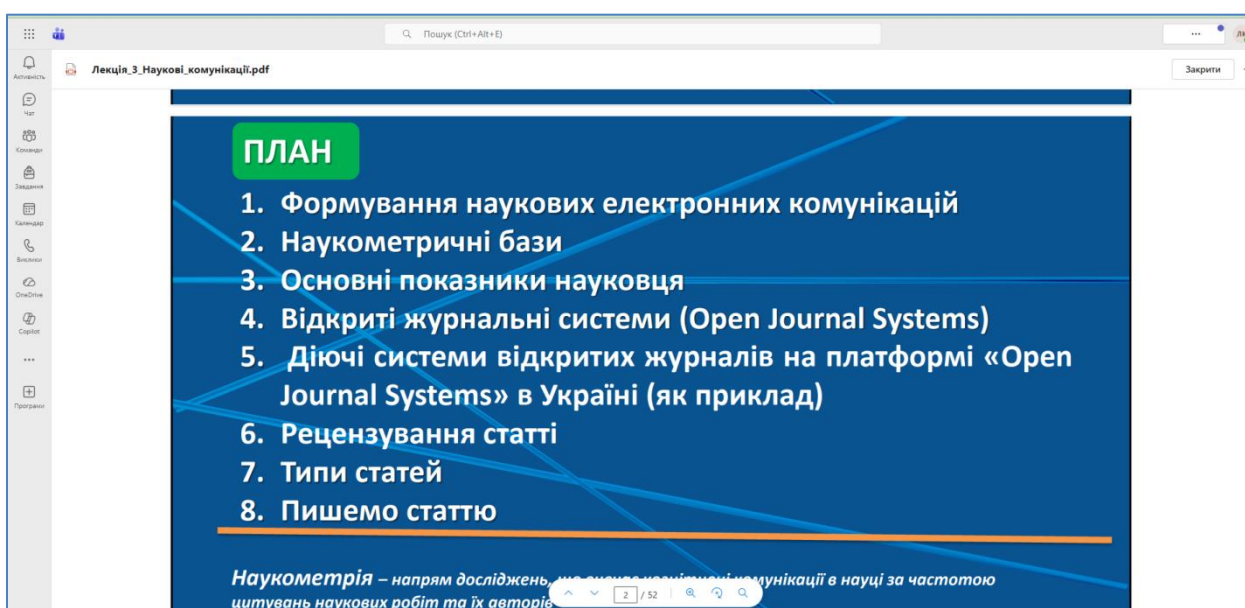 Пошук (Ctrl+Alt+E)
...
Активність
Лекція_3_Наукові_комунікації.pdf
Закрити
Чат
Команди
Завдання
Календар
Виклики
OneDrive
Copilot
...
Програми
ПЛАН
1. Формування наукових електронних комунікацій
2. Наукометричні бази
3. Основні показники науковця
4. Відкриті журнальні системи (Open Journal Systems)
5. Діючі системи відкритих журналів на платформі «Open
Journal Systems» в Україні (як приклад)
6. Рецензування статті
7. Типи статей
8. Пишемо статтю
Наукометрія – напрям досліджень, що комунікації в науці за частотою
цитувань наукових робіт та їх авторів
2 / 52